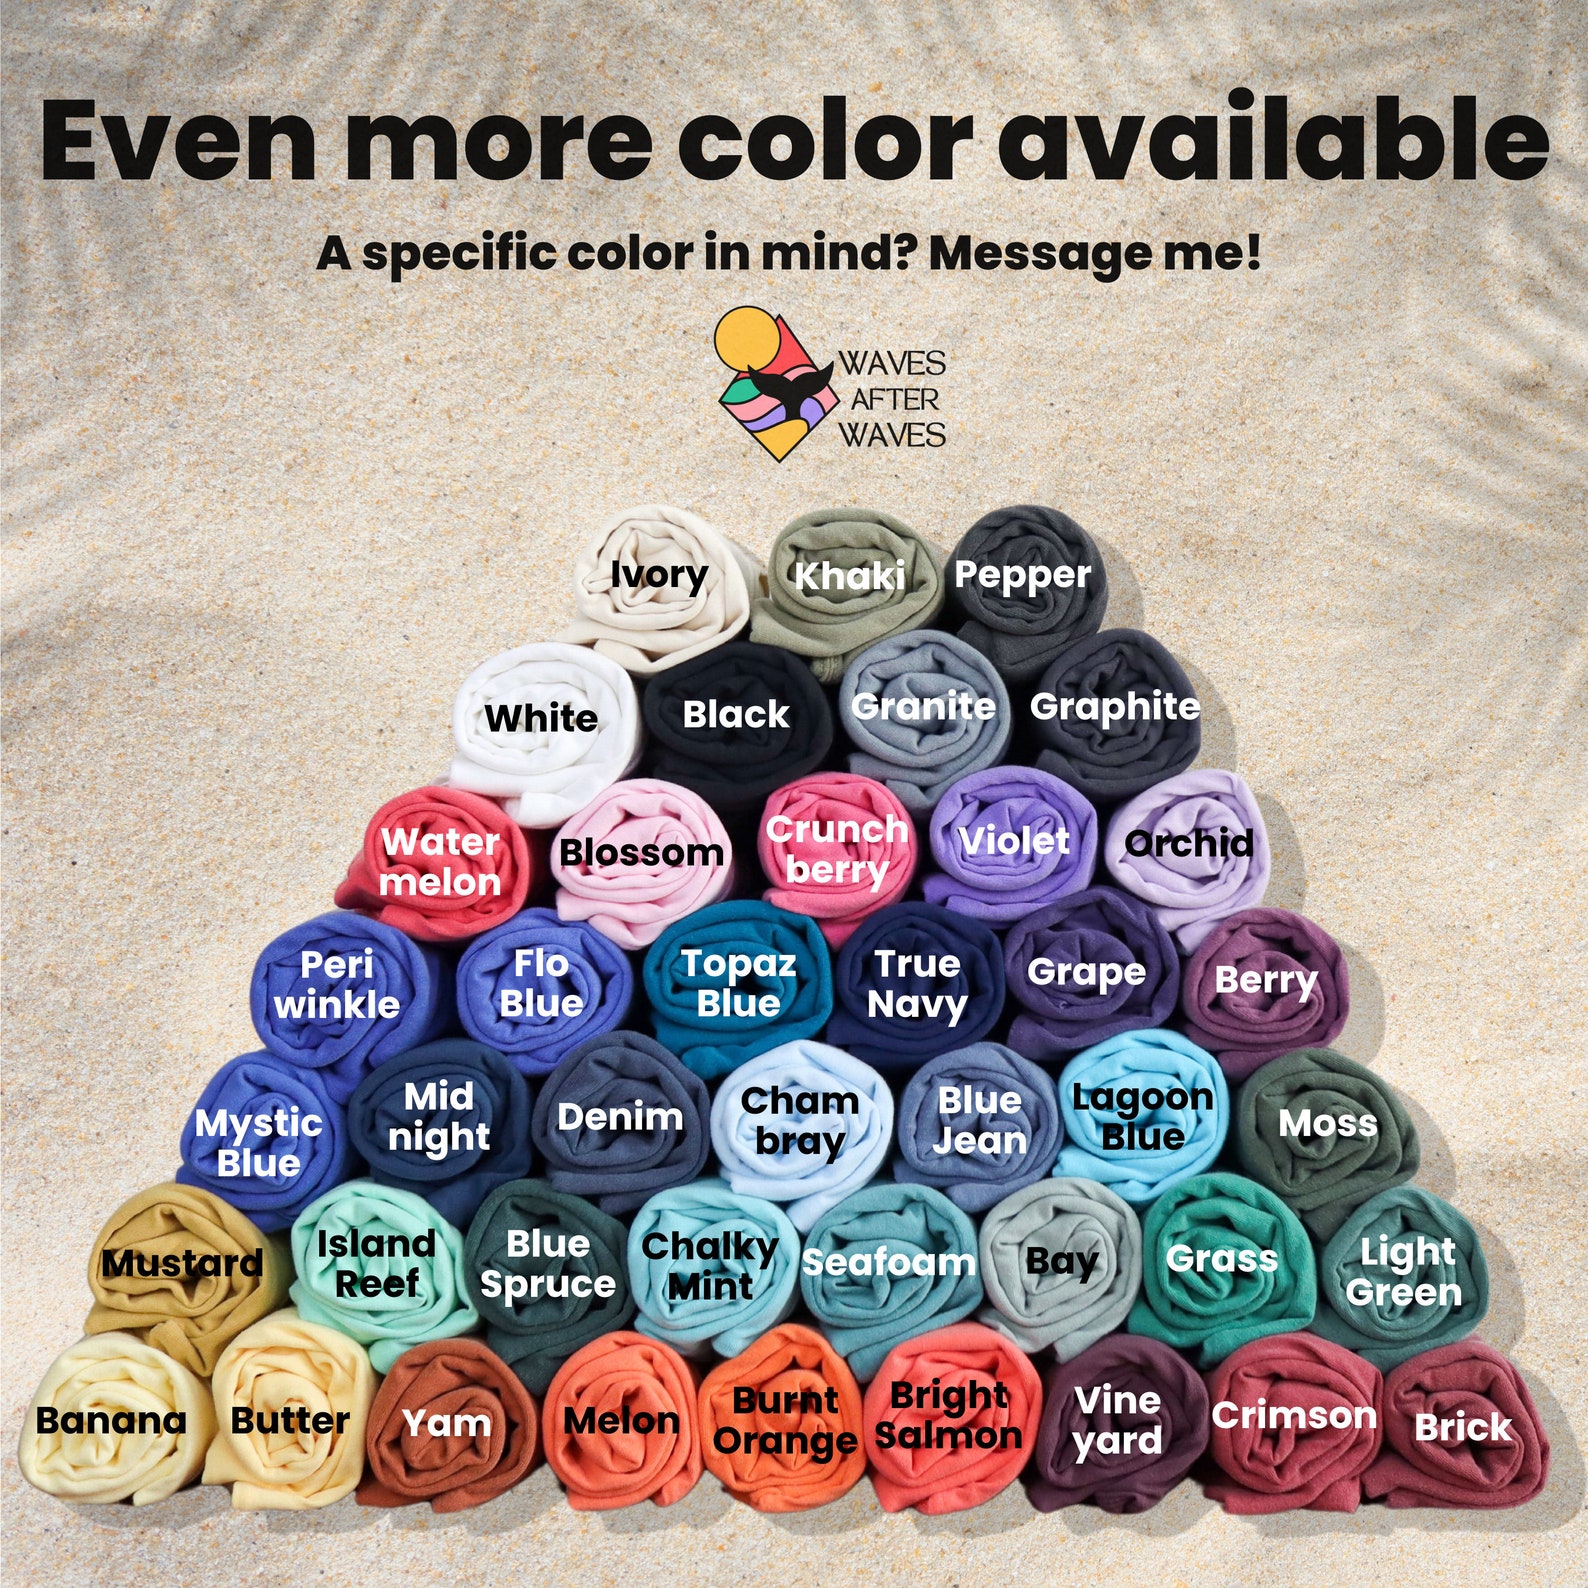 Even more color available
A specific color in mind? Message me!
WAVES
AFTER
WAVES
Ivory
Khaki
Pepper
White
Black
Granite
Graphite
Water
melon
Blossom
Crunch
berry
Violet
Orchid
Peri
winkle
Flo
Blue
Topaz
Blue
True
Navy
Grape
Berry
Mystic
Blue
Mid
night
Denim
Cham
bray
Blue
Jean
Lagoon
Blue
Moss
Mustard
Island
Reef
Blue
Spruce
Chalky
Mint
Seafoam
Bay
Grass
Light
Green
Banana
Butter
Yam
Melon
Burnt
Orange
Bright
Salmon
Vine
yard
Crimson
Brick